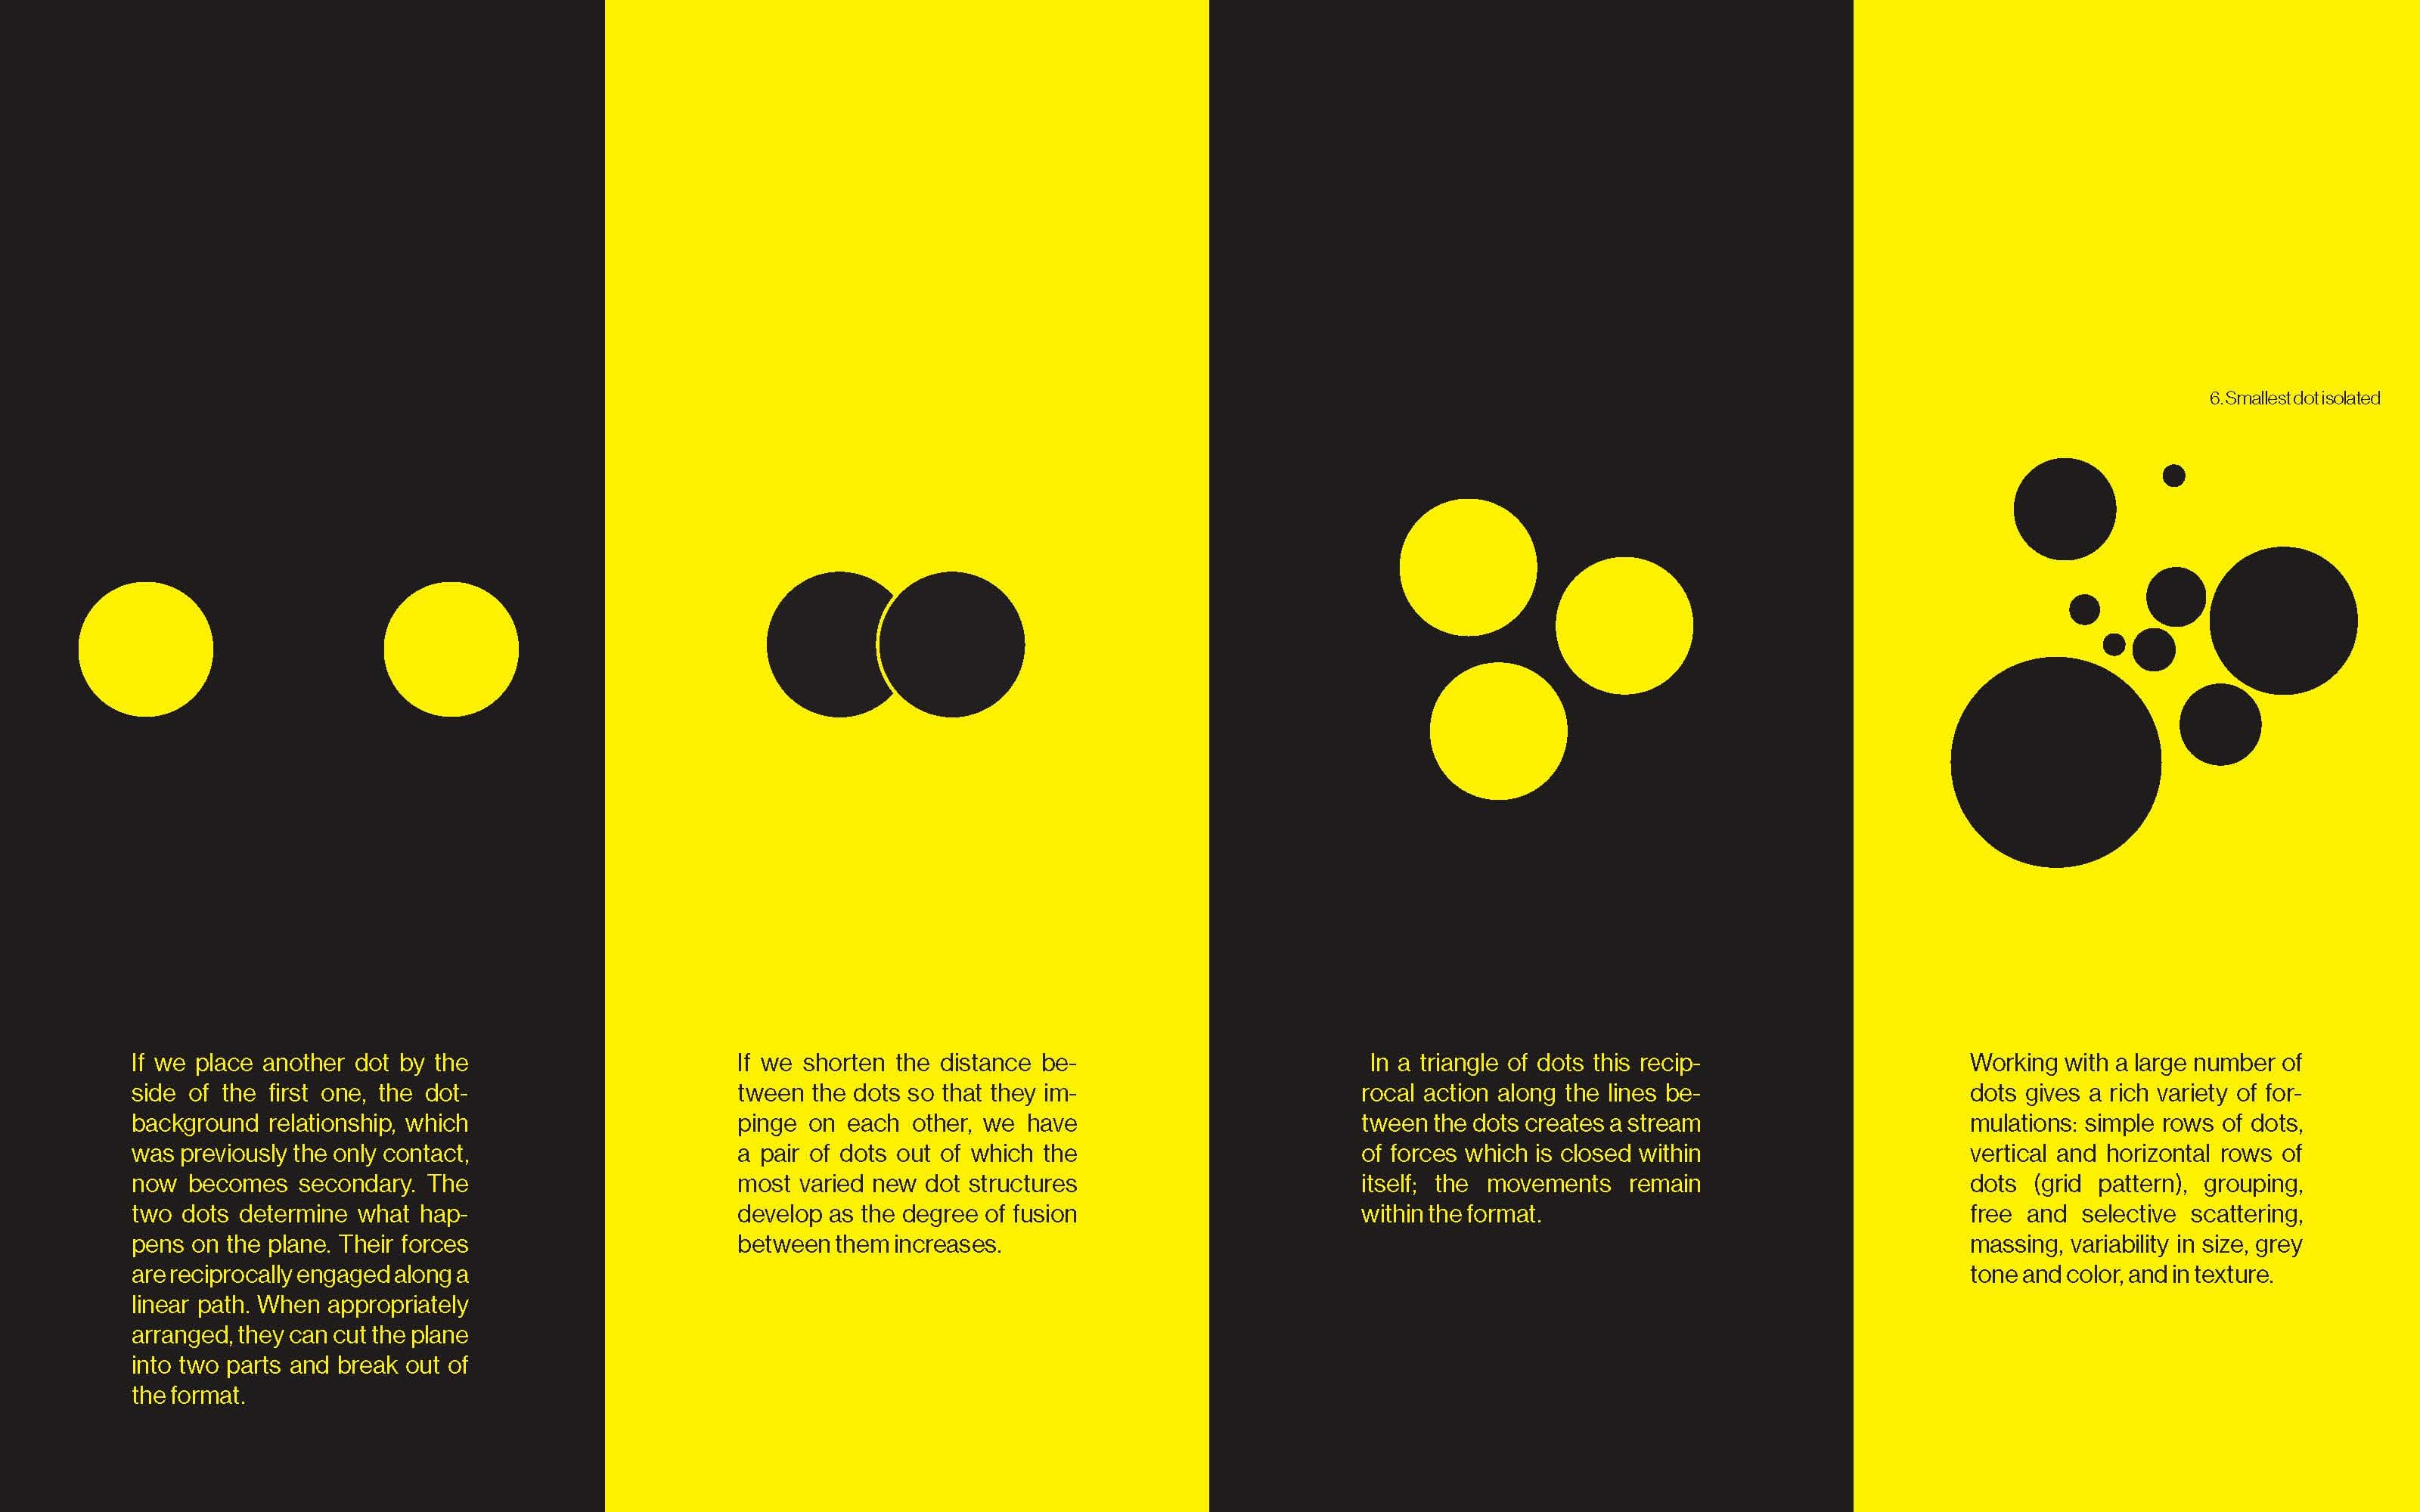 6. Smallest dot isolated
If we place another dot by the
side of the first one, the dot-
background relationship, which
was previously the only contact,
now becomes secondary. The
two dots determine what hap-
pens on the plane. Their forces
are reciprocally engaged along a
linear path. When appropriately
arranged, they can cut the plane
into two parts and break out of
the format.
If we shorten the distance be-
tween the dots so that they im-
pinge on each other, we have
a pair of dots out of which the
most varied new dot structures
develop as the degree of fusion
between them increases.
In a triangle of dots this recip-
rocal action along the lines be-
tween the dots creates a stream
of forces which is closed within
itself; the movements remain
within the format.
Working with a large number of
dots gives a rich variety of for-
mulations: simple rows of dots,
vertical and horizontal rows of
dots (grid pattern), grouping,
free and selective scattering,
massing, variability in size, grey
tone and color, and in texture.